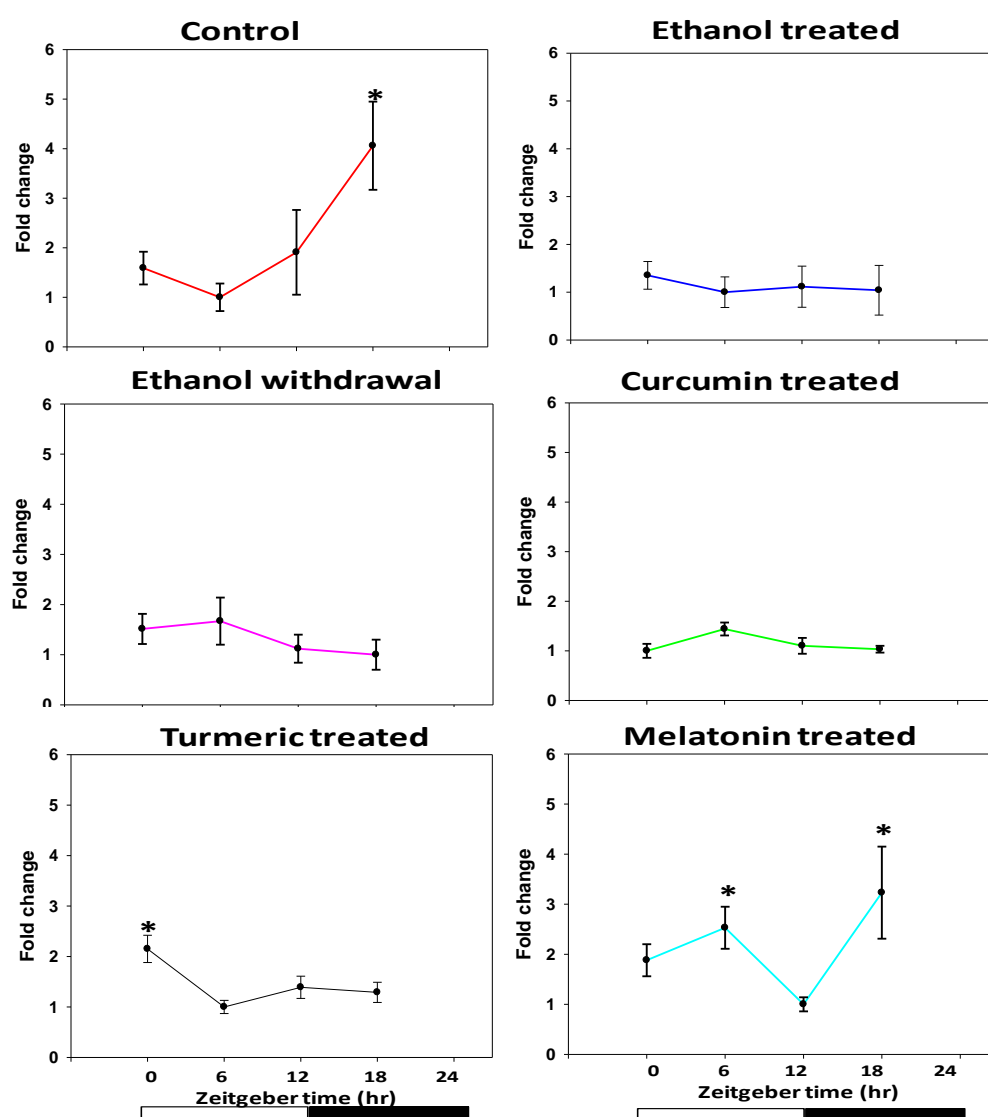 Control
6
5
4
3
2
1
0
Fold change
*
Ethanol treated
6
5
4
3
2
1
0
Fold change
Ethanol withdrawal
6
5
4
3
2
1
0
Fold change
Curcumin treated
6
5
4
3
2
1
0
Fold change
Turmeric treated
6
5
4
3
2
1
0
Fold change
*
0 6 12 18 24
Zeitgeber time (hr)
Melatonin treated
6
5
4
3
2
1
0
Fold change
*
*
0 6 12 18 24
Zeitgeber time (hr)